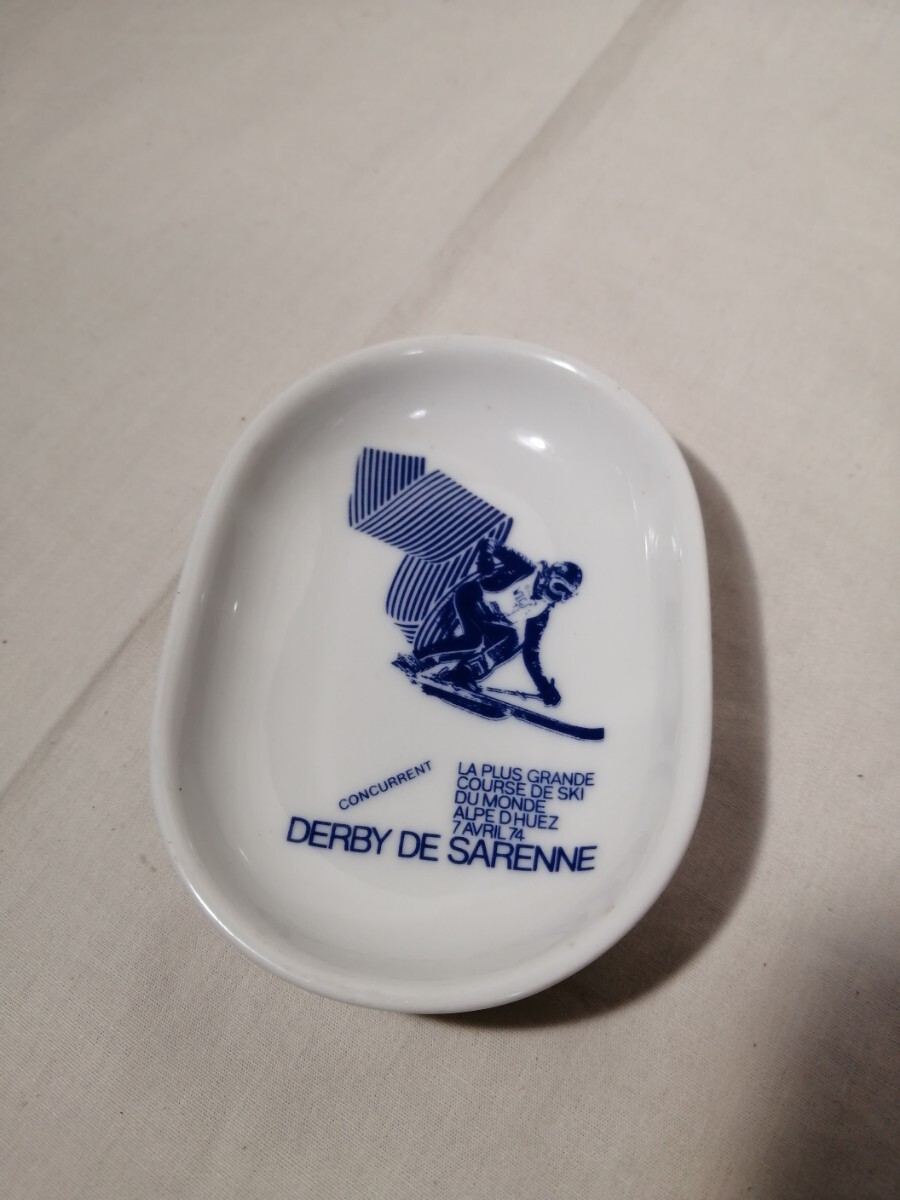 CONCURRENT
LA PLUS GRANDE
COURSE DE SKI
DU MONDE
ALPE D'HUEZ
7 AVRIL 74
DERBY DE SARENNE